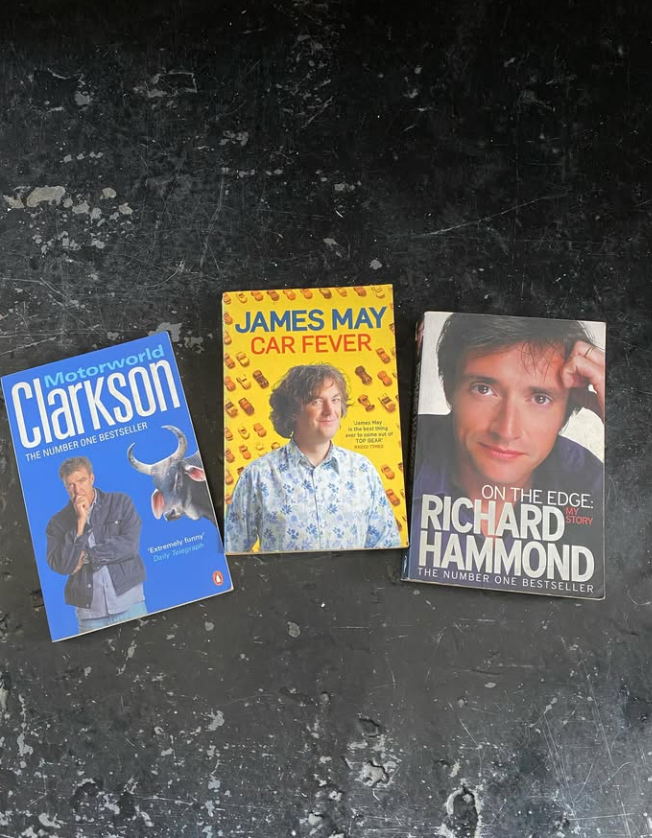 Motorworld
Clarkson
THE NUMBER ONE BESTSELLER
'Extremely funny'
Daily Telegraph
JAMES MAY
CAR FEVER
'James May
is the best thing
ever to come out of
TOP GEAR'
ON THE EDGE:
MY
STORY
RICHARD
HAMMOND
THE NUMBER ONE BESTSELLER